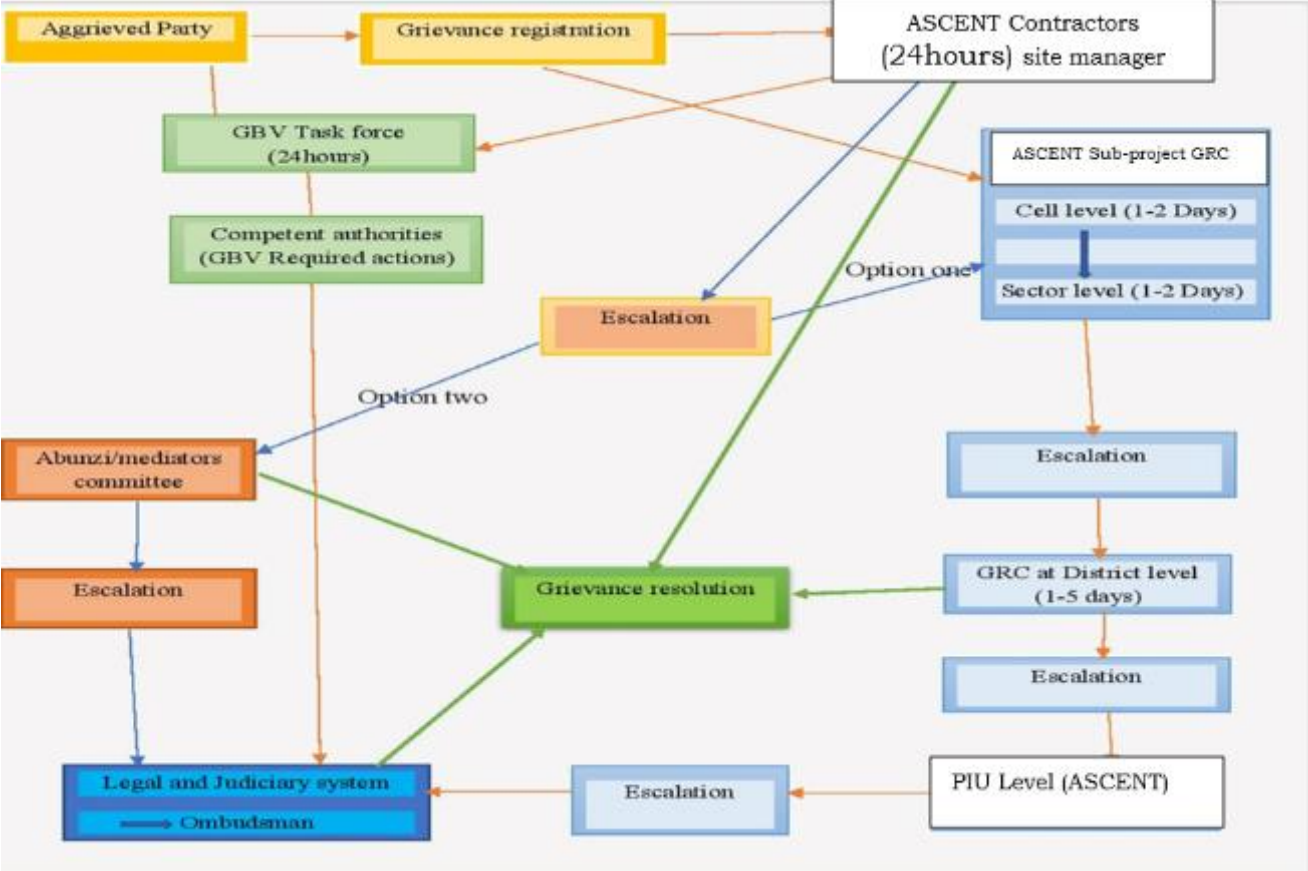 Aggrieved Party
Grievance registration
ASCENT Contractors
(24hours) site manager
GBV Task force
(24hours)
ASCENT Sub-project GRC
Cell level (1-2 Days)
Sector level (1-2 Days)
Competent authorities
(GBV Required actions)
Option one
Escalation
Option two
Abunzi/mediators
committee
Escalation
Escalation
Grievance resolution
GRC at District level
(1-5 days)
Escalation
Legal and Judiciary system
Ombudsman
Escalation
PIU Level (ASCENT)